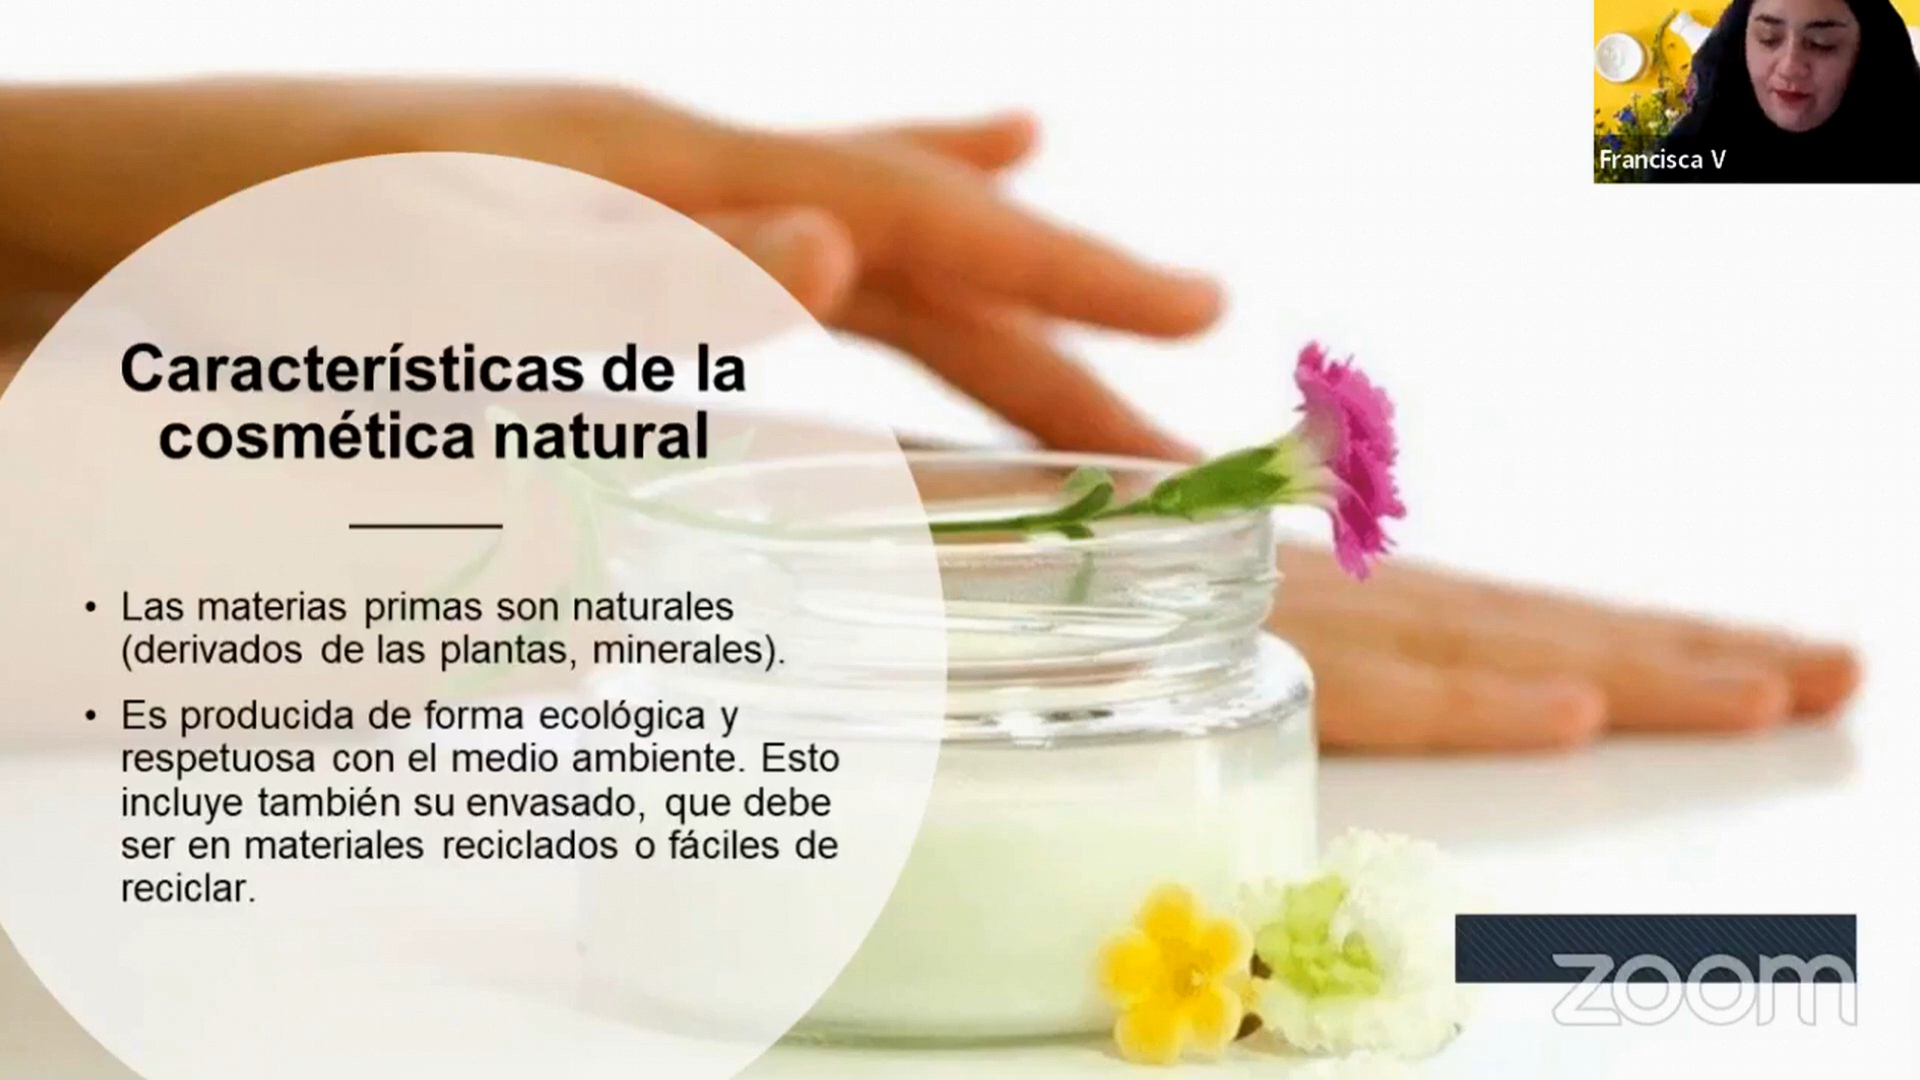 Francisca V
Características de la
cosmética natural
• Las materias primas son naturales
(derivados de las plantas, minerales).
• Es producida de forma ecológica y
respetuosa con el medio ambiente. Esto
incluye también su envasado, que debe
ser en materiales reciclados o fáciles de
reciclar.
zoom